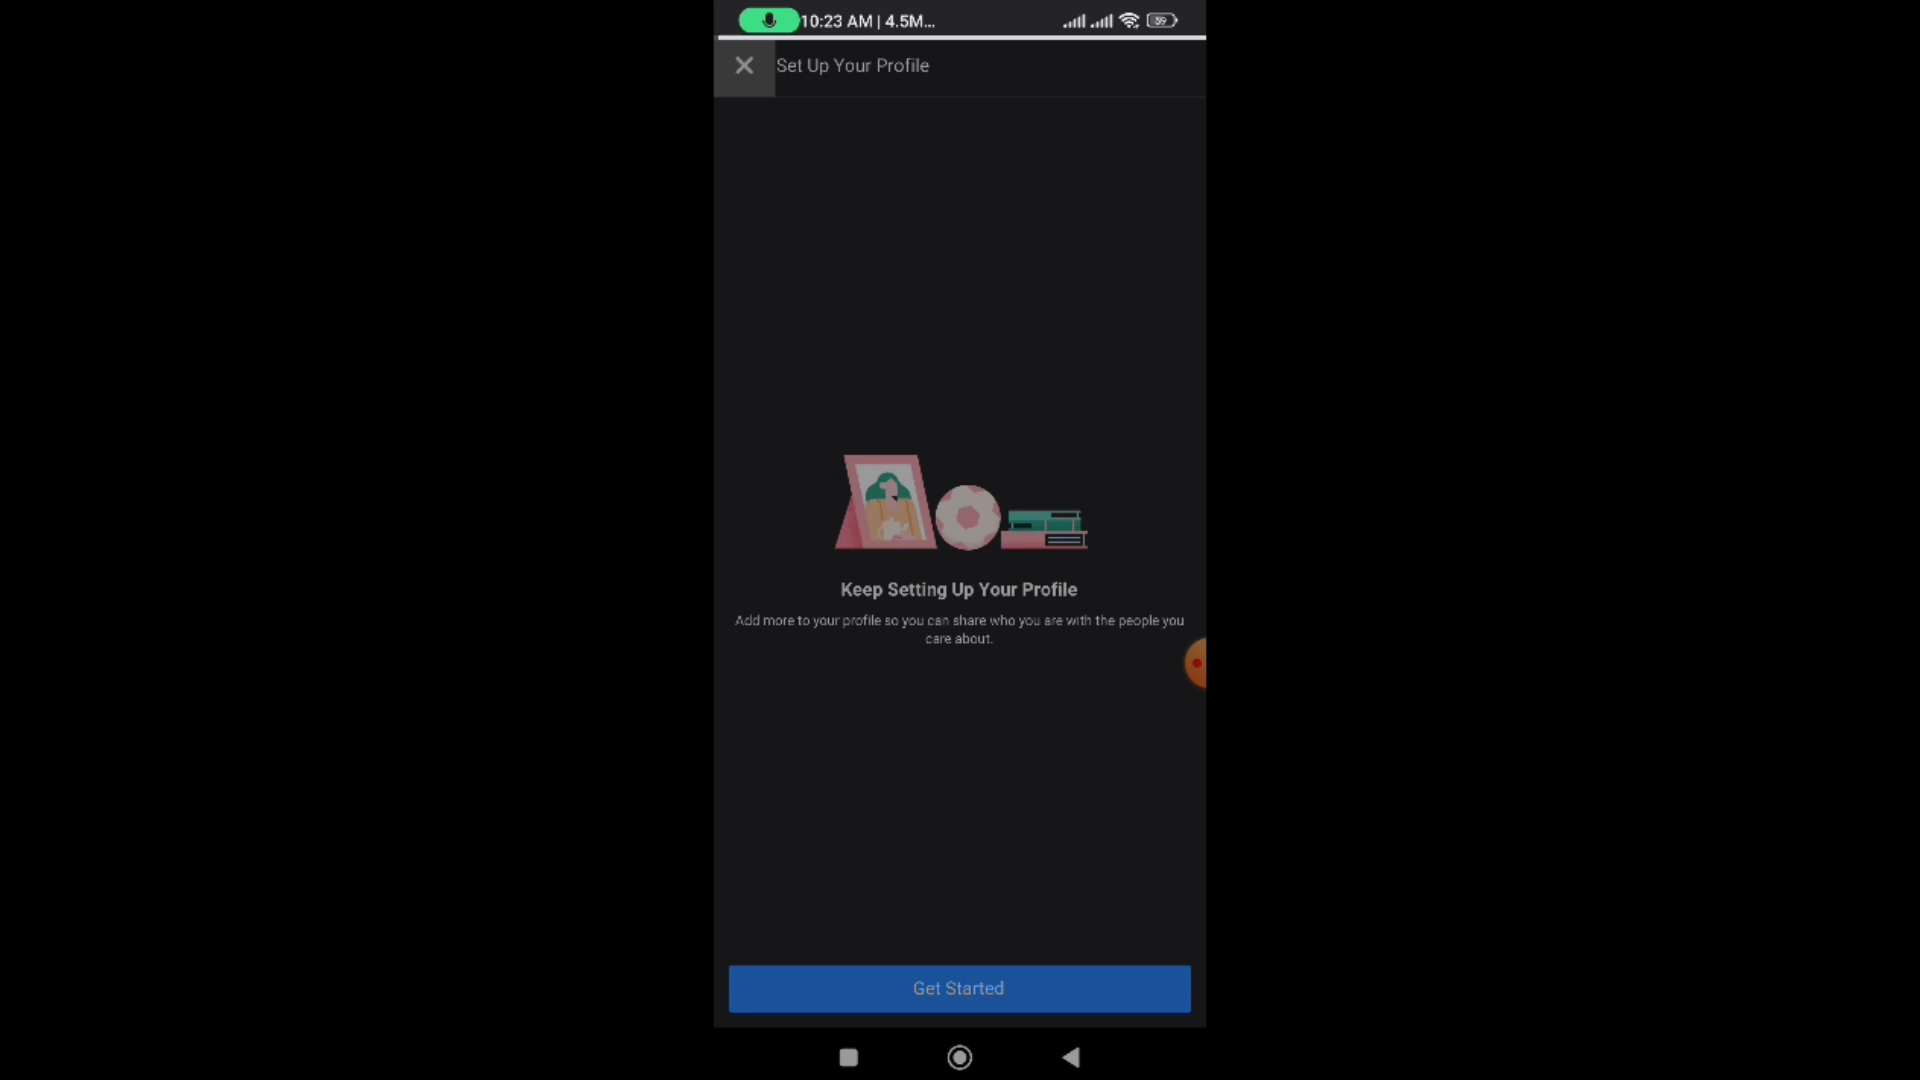 10:23 AM | 4.5M...
59
Set Up Your Profile
Keep Setting Up Your Profile
Add more to your profile so you can share who you are with the people you
care about.
Get Started